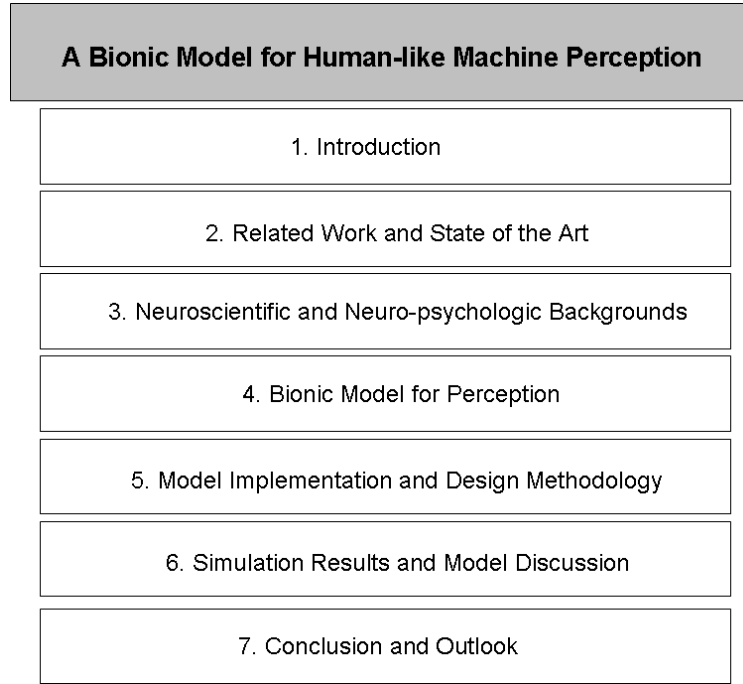 A Bionic Model for Human-like Machine Perception
1. Introduction
2. Related Work and State of the Art
3. Neuroscientific and Neuro-psychologic Backgrounds
4. Bionic Model for Perception
5. Model Implementation and Design Methodology
6. Simulation Results and Model Discussion
7. Conclusion and Outlook